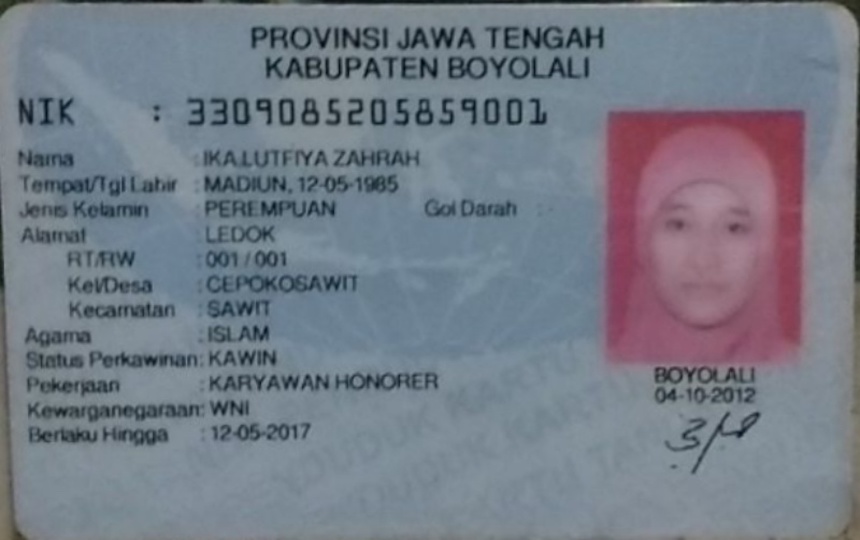 PROVINSI JAWA TENGAH
KABUPATEN BOYOLALI
NIK : 3309085205859001
Nama : IKA LUTFIYA ZAHRAH
Tempat/Tgl Lahir : MADIUN, 12-05-1985
Jenis Kelamin : PEREMPUAN Gol Darah : -
Alamat : LEDOK
RT/RW : 001 / 001
Kel/Desa : CEPOKOSAWIT
Kecamatan : SAWIT
Agama : ISLAM
Status Perkawinan: KAWIN
Pekerjaan : KARYAWAN HONORER
Kewarganegaraan: WNI
Berlaku Hingga : 12-05-2017
BOYOLALI
04-10-2012